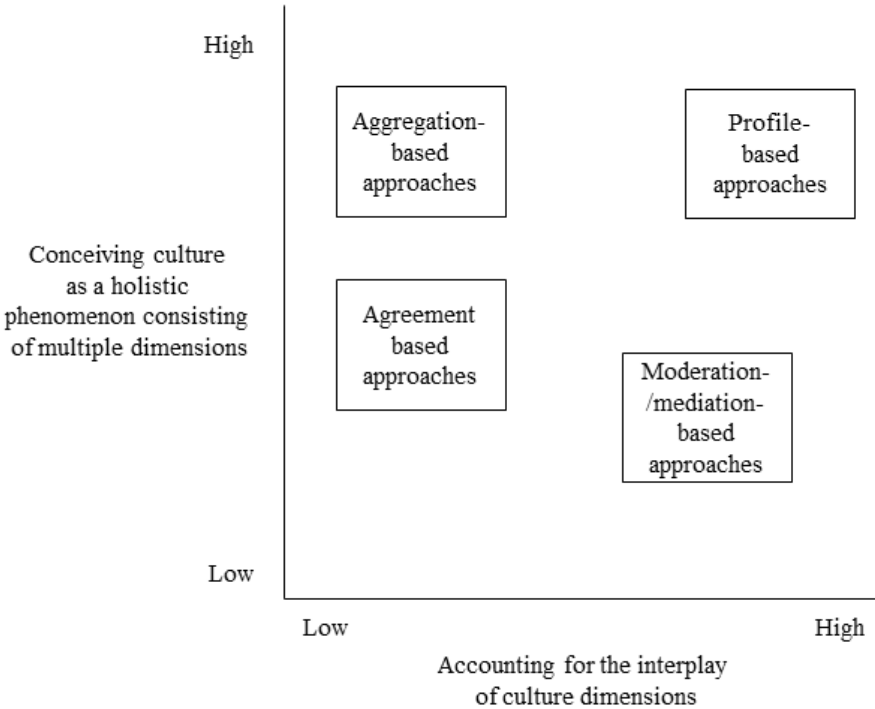 High
Aggregation-
based
approaches
Profile-
based
approaches
Conceiving culture
as a holistic
phenomenon consisting
of multiple dimensions
Agreement
based
approaches
Moderation-
/mediation-
based
approaches
Low
Low
High
Accounting for the interplay
of culture dimensions